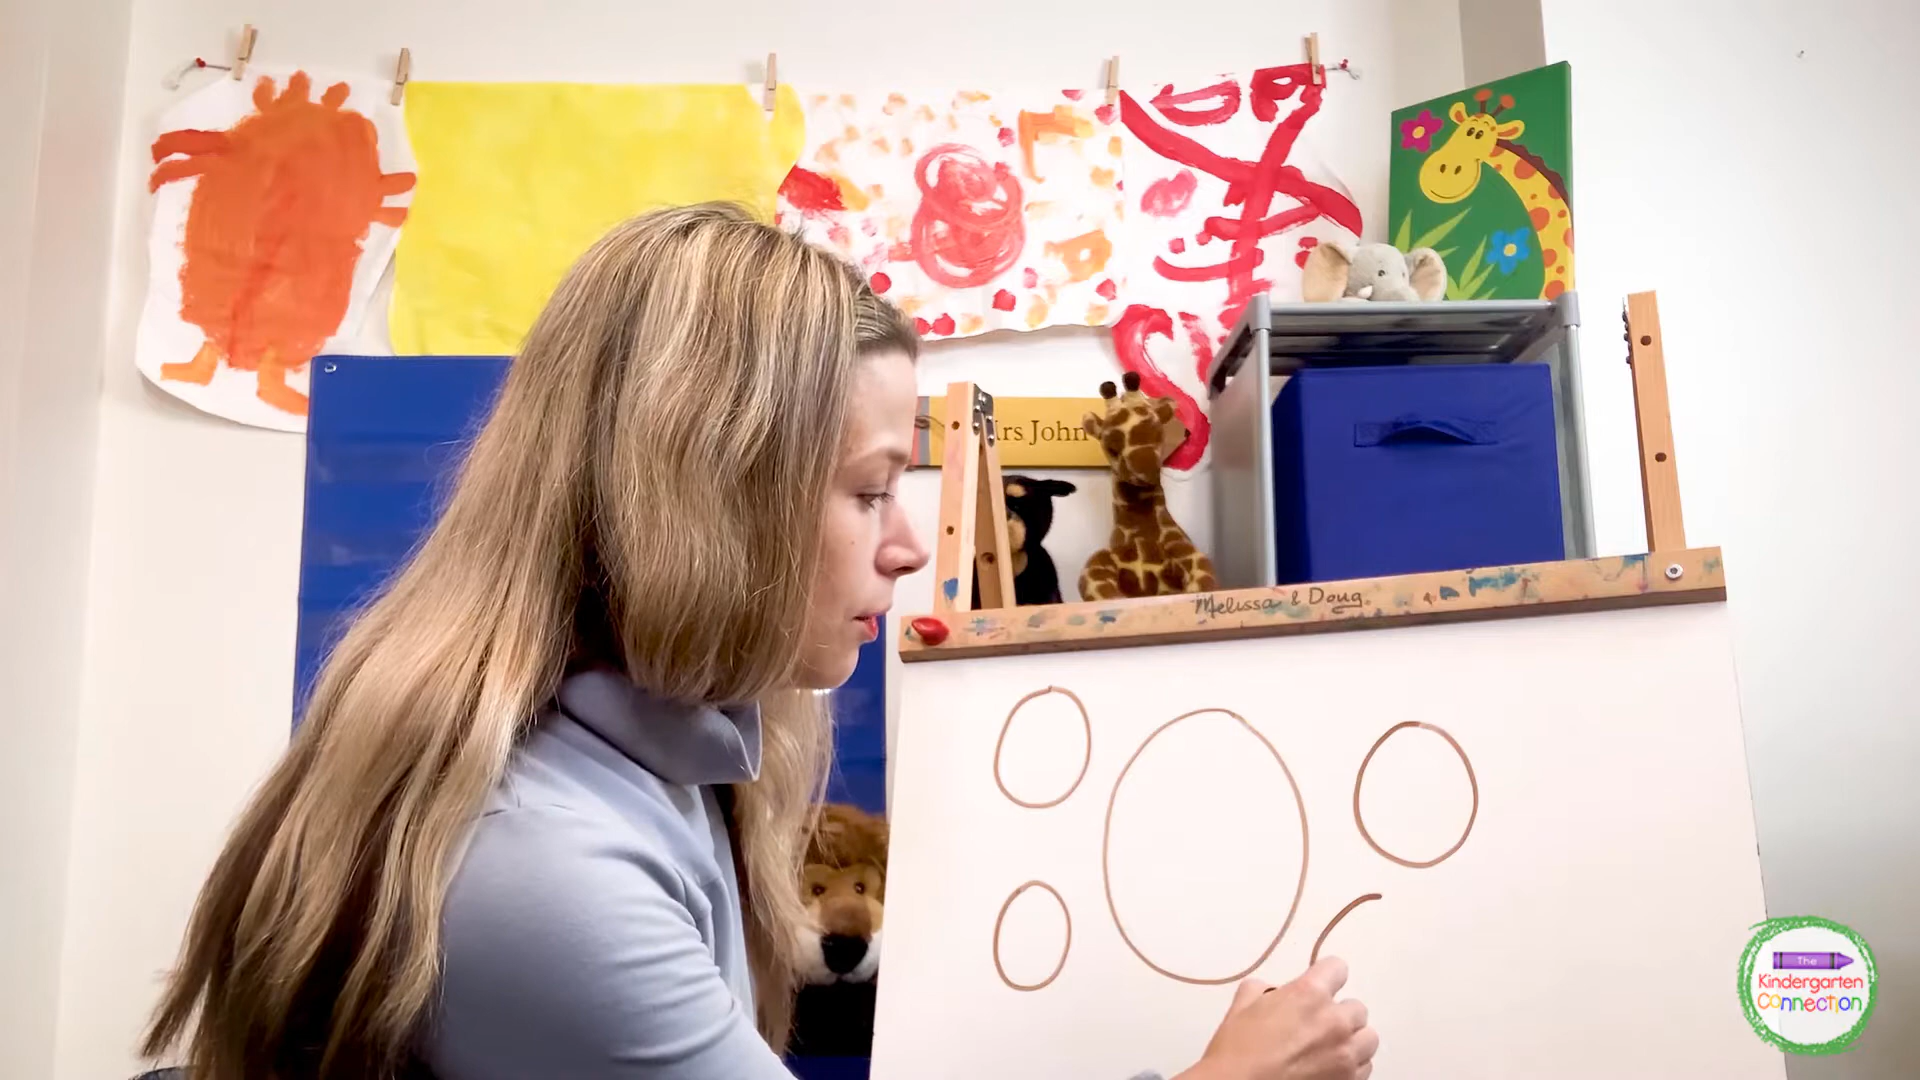 Mrs John
Melissa & Doug
The
Kindergarten
Connection